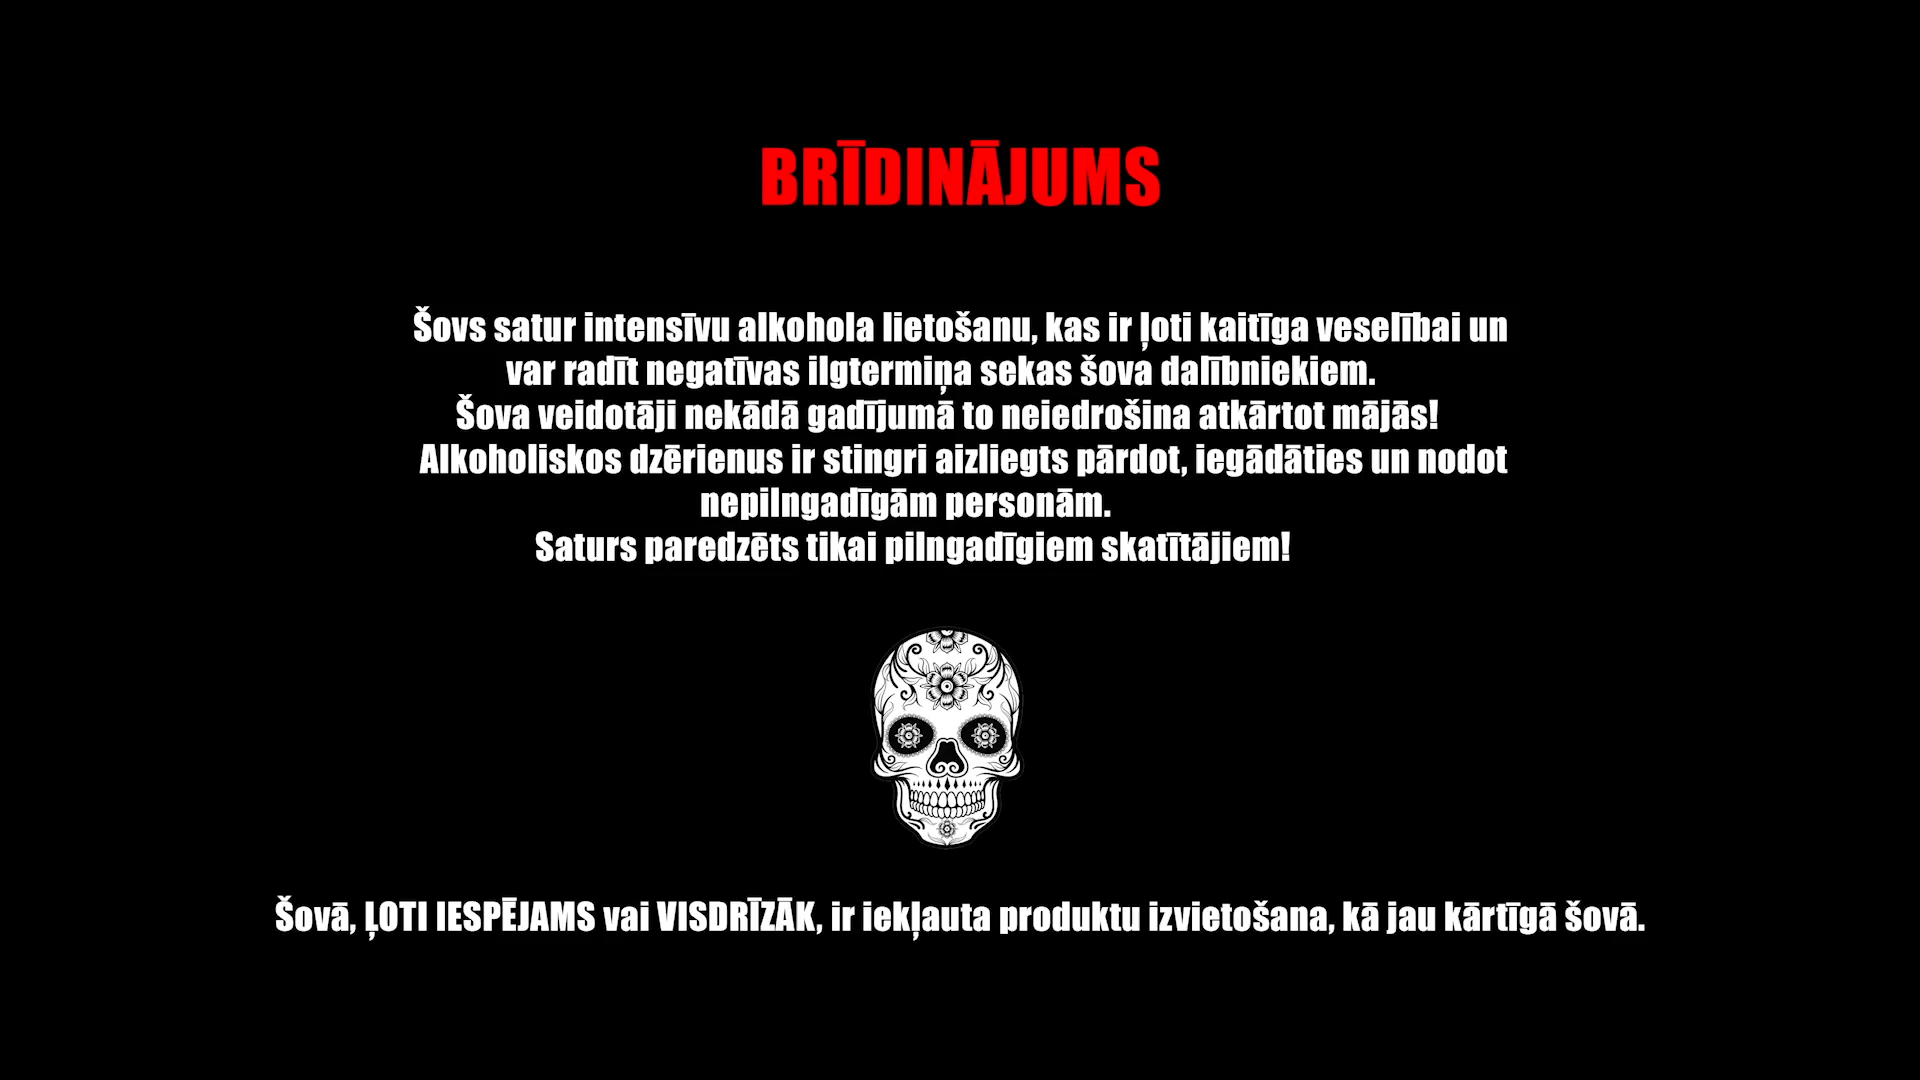 BRĪDINĀJUMS
Šovs satur intensīvu alkohola lietošanu, kas ir ļoti kaitīga veselībai un
var radīt negatīvas ilgtermiņa sekas šova dalībniekiem.
Šova veidotāji nekādā gadījumā to neiedrošina atkārtot mājās!
Alkoholiskos dzērienus ir stingri aizliegts pārdot, iegādāties un nodot
nepilngadīgām personām.
Saturs paredzēts tikai pilngadīgiem skatītājiem!
Šovā, ĻOTI IESPĒJAMS vai VISDRĪZĀK, ir iekļauta produktu izvietošana, kā jau kārtīgā šovā.